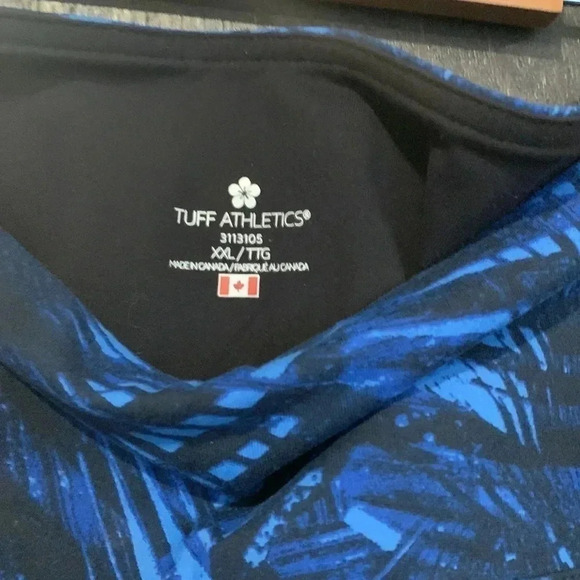 TUFF ATHLETICS®
3113105
XXL/TTG
MADE IN CANADA/FABRIQUÉ AU CANADA